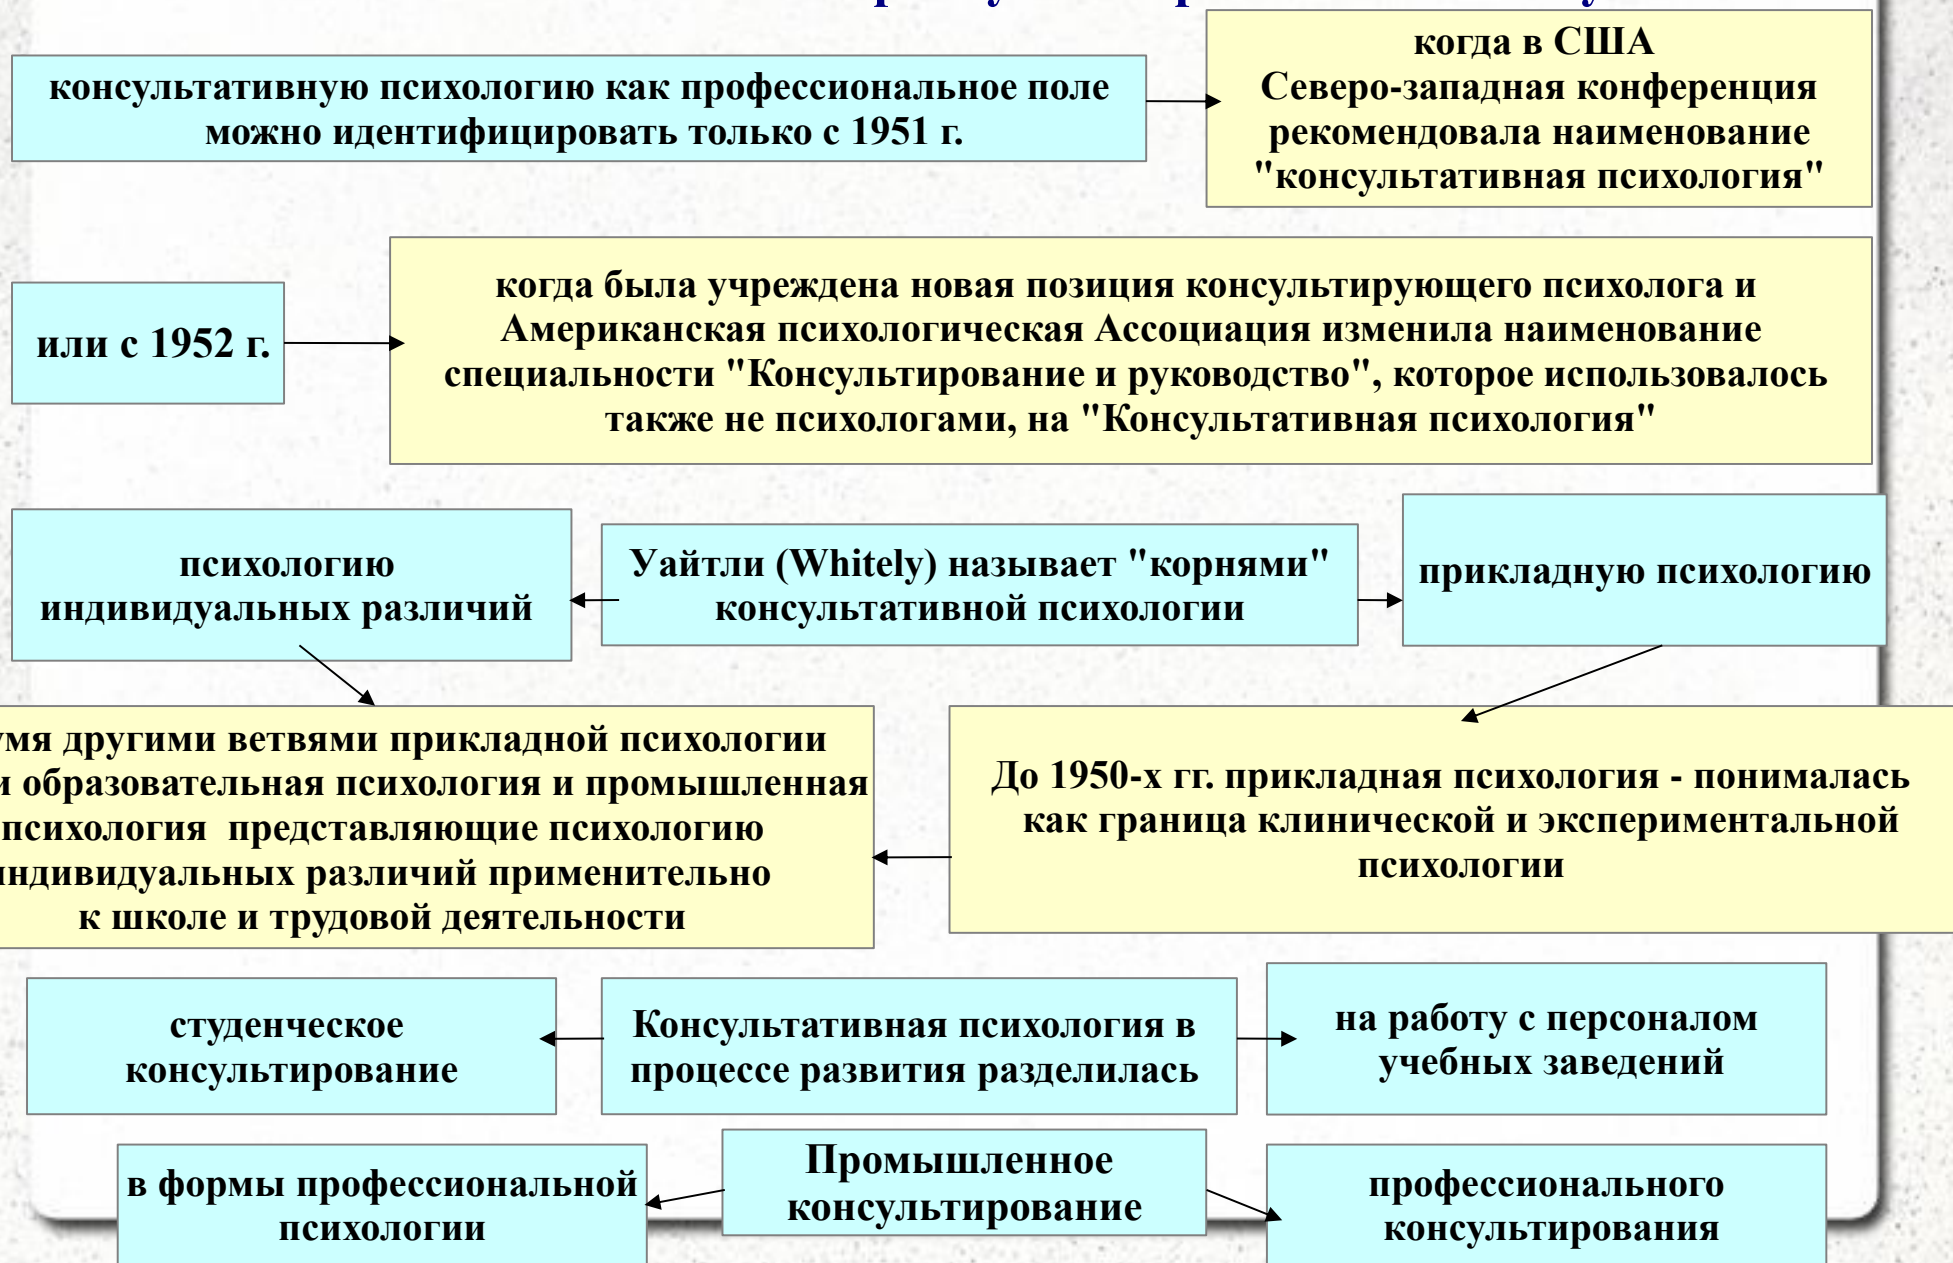 консультативную психологию как профессиональное поле
можно идентифицировать только с 1951 г.
когда в США
Северо-западная конференция
рекомендовала наименование
"консультативная психология"
или с 1952 г.
когда была учреждена новая позиция консультирующего психолога и
Американская психологическая Ассоциация изменила наименование
специальности "Консультирование и руководство", которое использовалось
также не психологами, на "Консультативная психология"
психологию
индивидуальных различий
Уайтли (Whitely) называет "корнями"
консультативной психологии
прикладную психологию
другими ветвями прикладной психологии
образовательная психология и промышленная
психология представляющие психологию
индивидуальных различий применительно
к школе и трудовой деятельности
До 1950-х гг. прикладная психология - понималась
как граница клинической и экспериментальной
психологии
студенческое
консультирование
Консультативная психология в
процессе развития разделилась
на работу с персоналом
учебных заведений
в формы профессиональной
психологии
Промышленное
консультирование
профессионального
консультирования